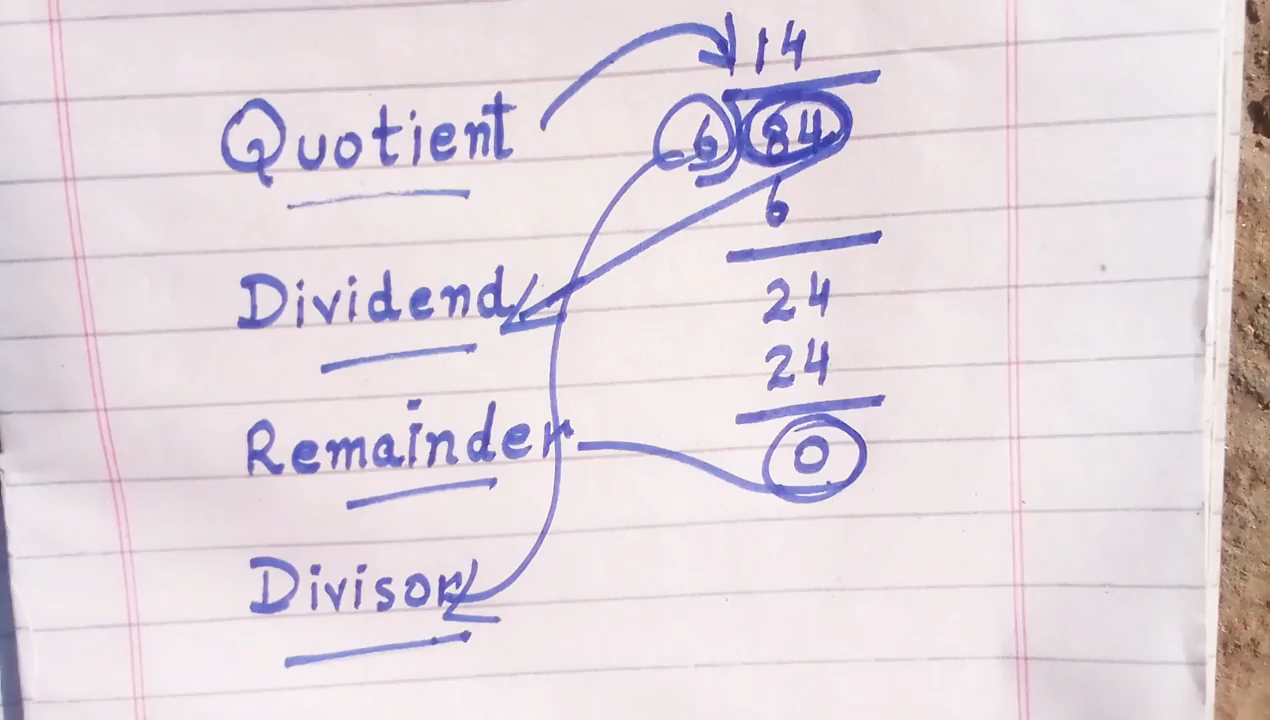 14
Quotient 6) 84
6
Dividend 24
24
Remainder 0
Divisor